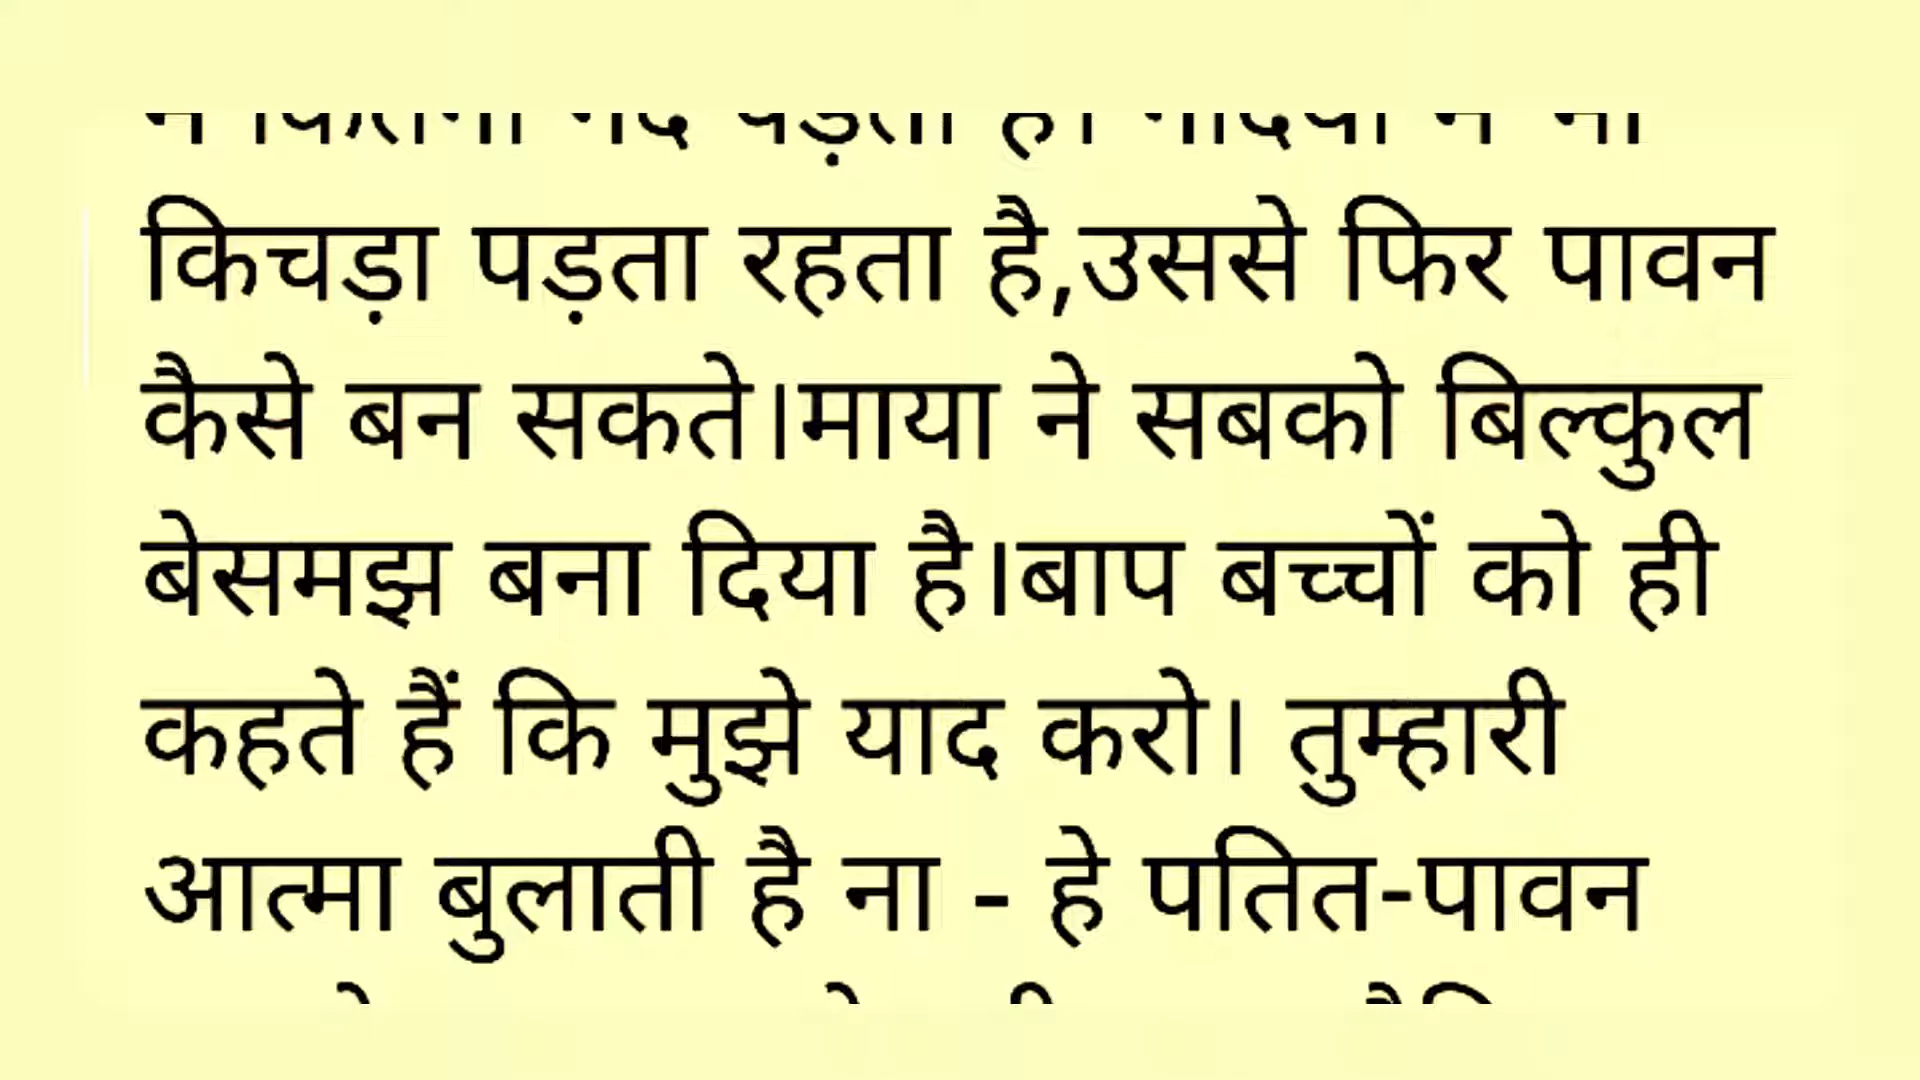 किचड़ा पड़ता रहता है,उससे फिर पावन
कैसे बन सकते।माया ने सबको बिल्कुल
बेसमझ बना दिया है।बाप बच्चों को ही
कहते हैं कि मुझे याद करो। तुम्हारी
आत्मा बुलाती है ना - हे पतित-पावन